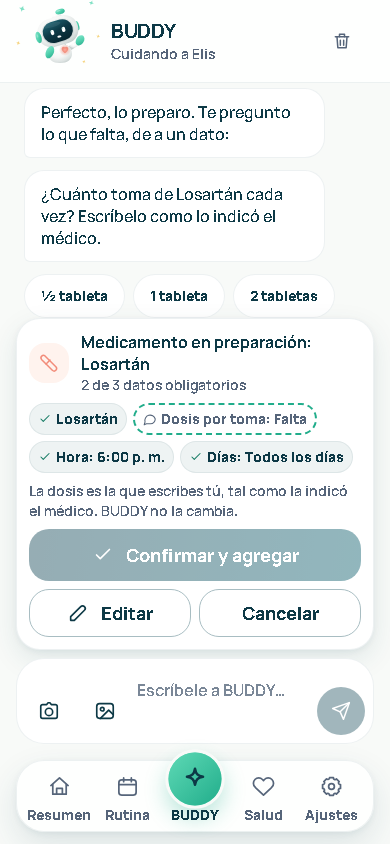 BUDDY
Cuidando a Elis
Perfecto, lo preparo. Te pregunto
lo que falta, de a un dato:
¿Cuánto toma de Losartán cada
vez? Escríbelo como lo indicó el
médico.
½ tableta
1 tableta
2 tabletas
Medicamento en preparación:
Losartán
2 de 3 datos obligatorios
Losartán
Dosis por toma: Falta
Hora: 6:00 p. m.
Días: Todos los días
La dosis es la que escribes tú, tal como la indicó
el médico. BUDDY no la cambia.
Confirmar y agregar
Editar
Cancelar
Escríbele a BUDDY...
Resumen
Rutina
BUDDY
Salud
Ajustes